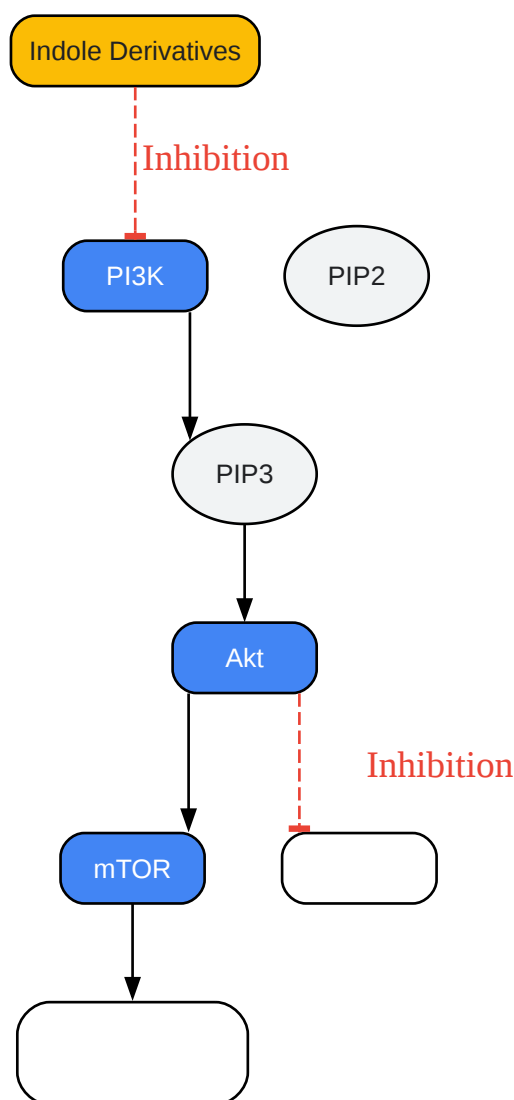 Indole Derivatives
Inhibition
PI3K
PIP2
PIP3
Akt
Inhibition
mTOR